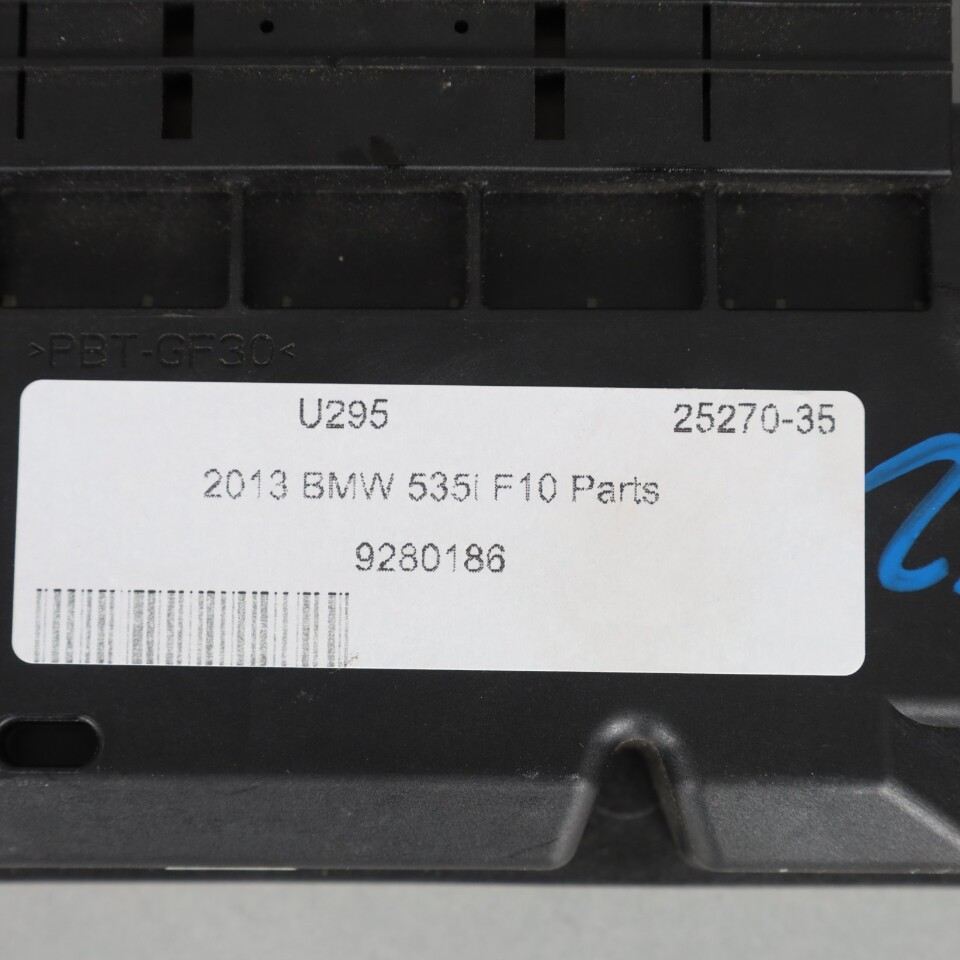 >PBT-GF30<
U295 25270-35
2013 BMW 535i F10 Parts
9280186